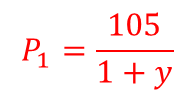 P₁ = 105 / (1 + y)